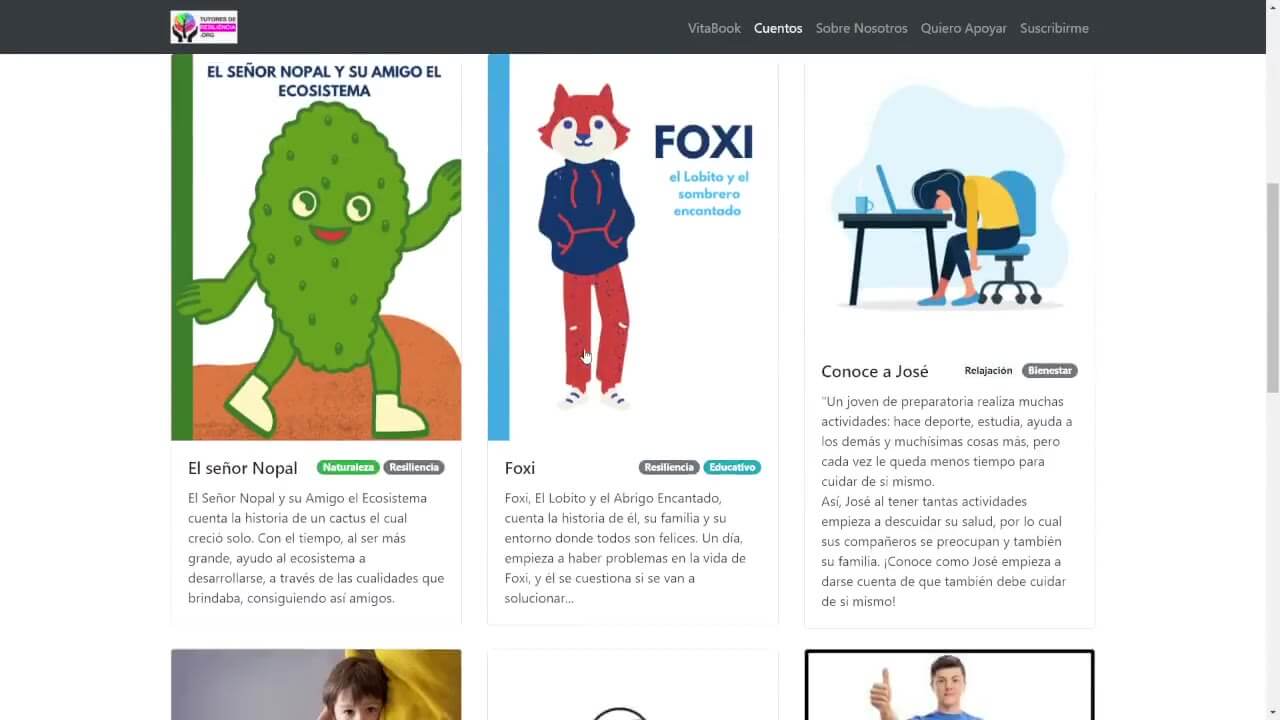 TUTORES DE
RESILIENCIA
.ORG
VitaBook
Cuentos
Sobre Nosotros
Quiero Apoyar
Suscribirme
EL SEÑOR NOPAL Y SU AMIGO EL
ECOSISTEMA
El señor Nopal
Naturaleza
Resiliencia
El Señor Nopal y su Amigo el Ecosistema
cuenta la historia de un cactus el cual
creció solo. Con el tiempo, al ser más
grande, ayudo al ecosistema a
desarrollarse, a través de las cualidades que
brindaba, consiguiendo así amigos.
FOXI
el Lobito y el
sombrero
encantado
Foxi
Resiliencia
Educativo
Foxi, El Lobito y el Abrigo Encantado,
cuenta la historia de él, su familia y su
entorno donde todos son felices. Un día,
empieza a haber problemas en la vida de
Foxi, y él se cuestiona si se van a
solucionar...
Conoce a José
Relajación
Bienestar
"Un joven de preparatoria realiza muchas
actividades: hace deporte, estudia, ayuda a
los demás y muchísimas cosas más, pero
cada vez le queda menos tiempo para
cuidar de si mismo.
Así, José al tener tantas actividades
empieza a descuidar su salud, por lo cual
sus compañeros se preocupan y también
su familia. ¡Conoce como José empieza a
darse cuenta de que también debe cuidar
de si mismo!